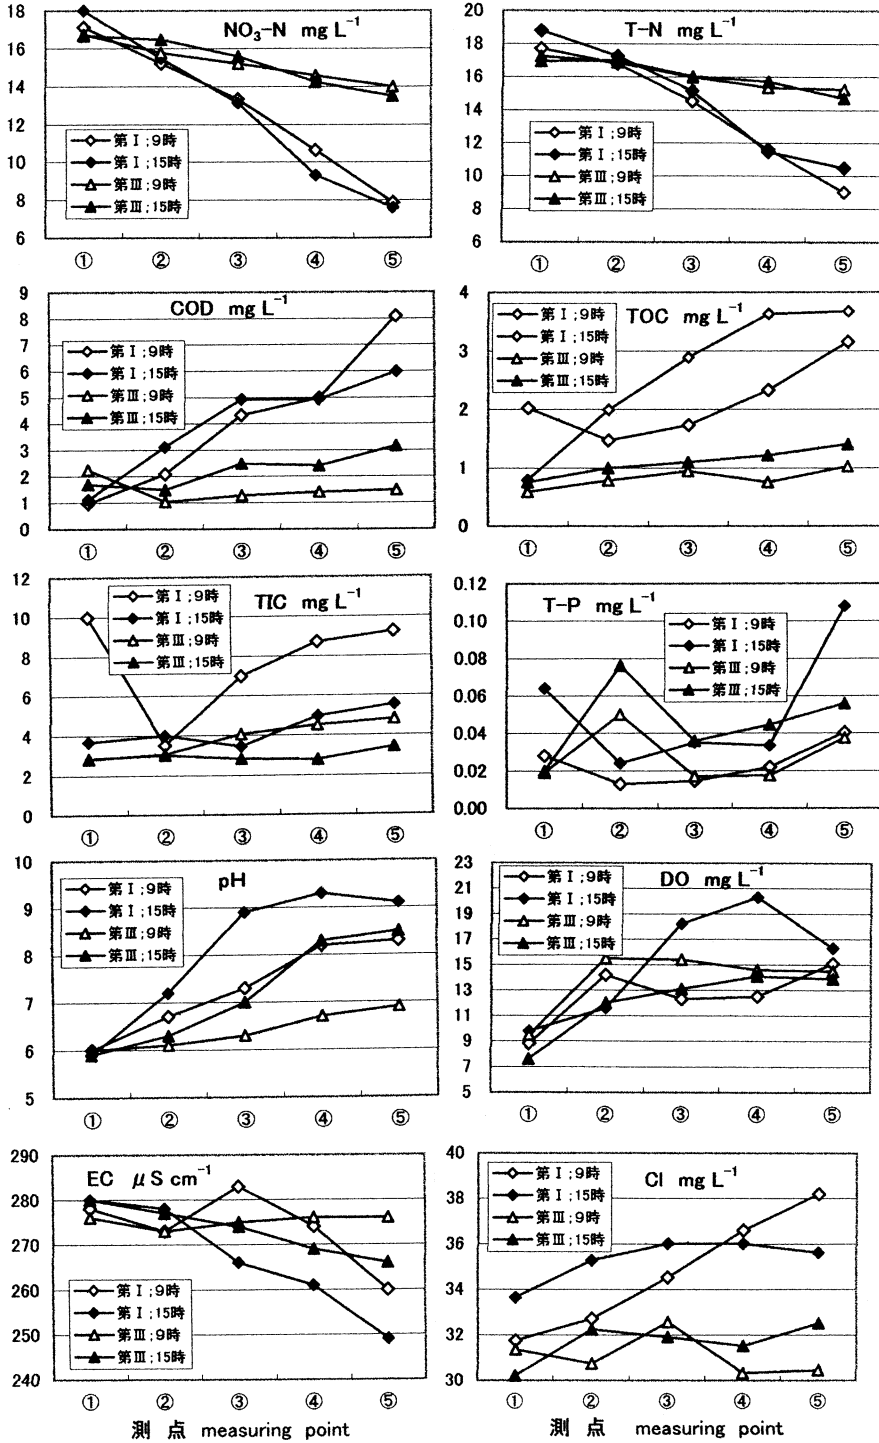 NO₃-N mg L⁻¹
18
16
14
12
10
8
6
第Ⅰ;9時
第Ⅰ;15時
第Ⅲ;9時
第Ⅲ;15時
① ② ③ ④ ⑤
T-N mg L⁻¹
20
18
16
14
12
10
8
6
第Ⅰ;9時
第Ⅰ;15時
第Ⅲ;9時
第Ⅲ;15時
① ② ③ ④ ⑤
COD mg L⁻¹
9
8
7
6
5
4
3
2
1
0
第Ⅰ;9時
第Ⅰ;15時
第Ⅲ;9時
第Ⅲ;15時
① ② ③ ④ ⑤
TOC mg L⁻¹
4
3
2
1
0
第Ⅰ;9時
第Ⅰ;15時
第Ⅲ;9時
第Ⅲ;15時
① ② ③ ④ ⑤
TIC mg L⁻¹
12
10
8
6
4
2
0
第Ⅰ;9時
第Ⅰ;15時
第Ⅲ;9時
第Ⅲ;15時
① ② ③ ④ ⑤
T-P mg L⁻¹
0.12
0.10
0.08
0.06
0.04
0.02
0.00
第Ⅰ;9時
第Ⅰ;15時
第Ⅲ;9時
第Ⅲ;15時
① ② ③ ④ ⑤
pH
10
9
8
7
6
5
第Ⅰ;9時
第Ⅰ;15時
第Ⅲ;9時
第Ⅲ;15時
① ② ③ ④ ⑤
DO mg L⁻¹
23
21
19
17
15
13
11
9
7
5
第Ⅰ;9時
第Ⅰ;15時
第Ⅲ;9時
第Ⅲ;15時
① ② ③ ④ ⑤
EC μS cm⁻¹
290
280
270
260
250
240
第Ⅰ;9時
第Ⅰ;15時
第Ⅲ;9時
第Ⅲ;15時
① ② ③ ④ ⑤
測 点 measuring point
Cl mg L⁻¹
40
38
36
34
32
30
第Ⅰ;9時
第Ⅰ;15時
第Ⅲ;9時
第Ⅲ;15時
① ② ③ ④ ⑤
測 点 measuring point